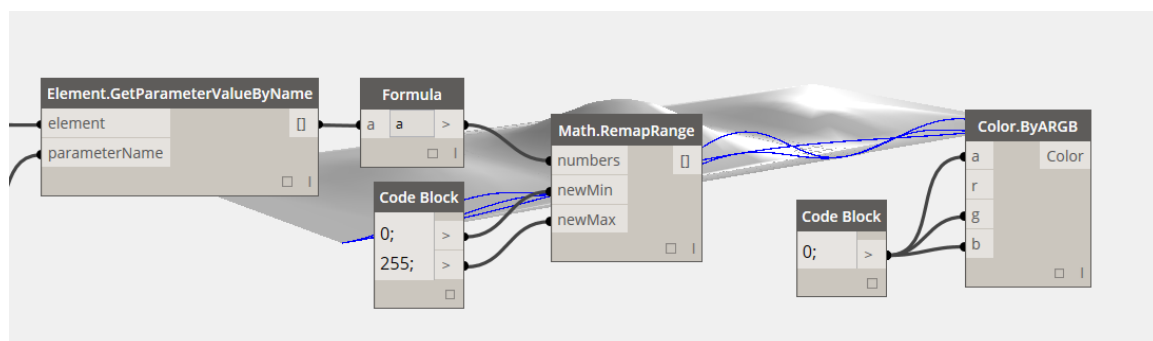 Element.GetParameterValueByName
element []
parameterName
|
Formula
a a >
|
Code Block
0; >
255; >
Math.RemapRange
numbers []
newMin
newMax
|
Code Block
0; >
Color.ByARGB
a Color
r
g
b
|